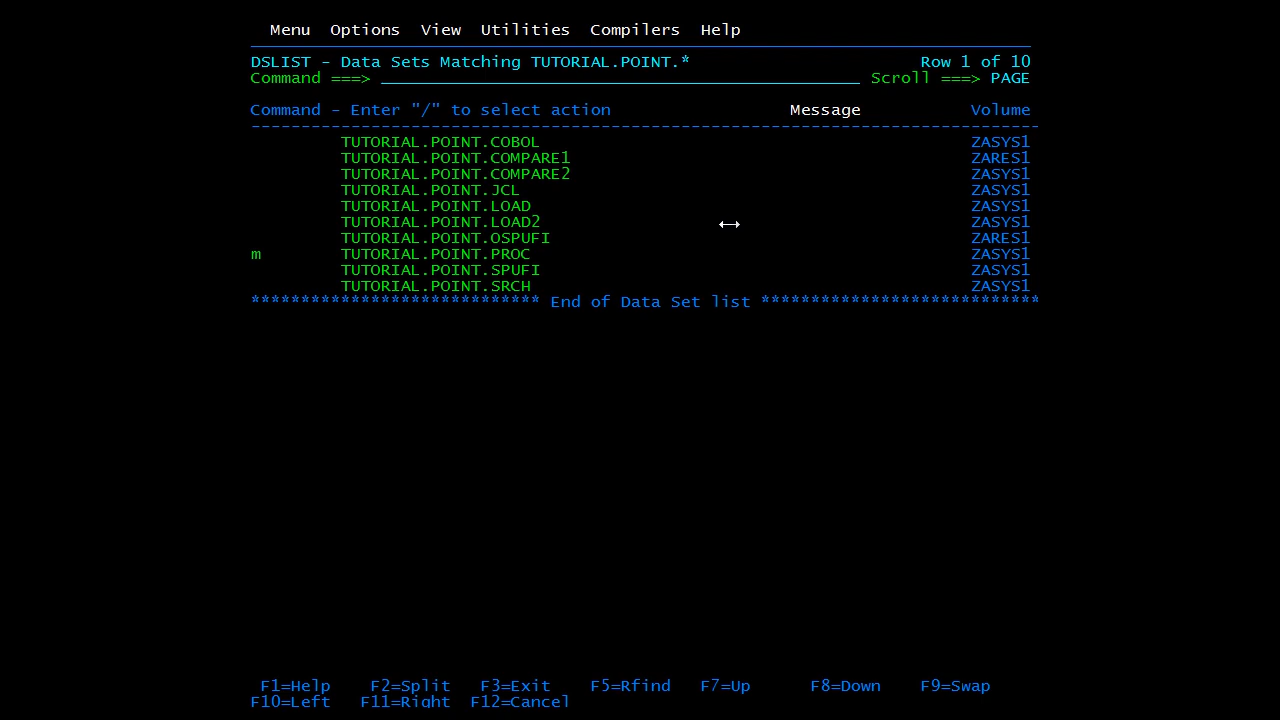 Menu Options View Utilities Compilers Help
DSLIST - Data Sets Matching TUTORIAL.POINT.* Row 1 of 10
Command ===> Scroll ===> PAGE
Command - Enter "/" to select action Message Volume
-------------------------------------------------------------------------------
TUTORIAL.POINT.COBOL ZASYS1
TUTORIAL.POINT.COMPARE1 ZARES1
TUTORIAL.POINT.COMPARE2 ZASYS1
TUTORIAL.POINT.JCL ZASYS1
TUTORIAL.POINT.LOAD ZASYS1
TUTORIAL.POINT.LOAD2 ZASYS1
TUTORIAL.POINT.OSPUFI ZARES1
m TUTORIAL.POINT.PROC ZASYS1
TUTORIAL.POINT.SPUFI ZASYS1
TUTORIAL.POINT.SRCH ZASYS1
***************************** End of Data Set list ****************************
F1=Help F2=Split F3=Exit F5=Rfind F7=Up F8=Down F9=Swap
F10=Left F11=Right F12=Cancel